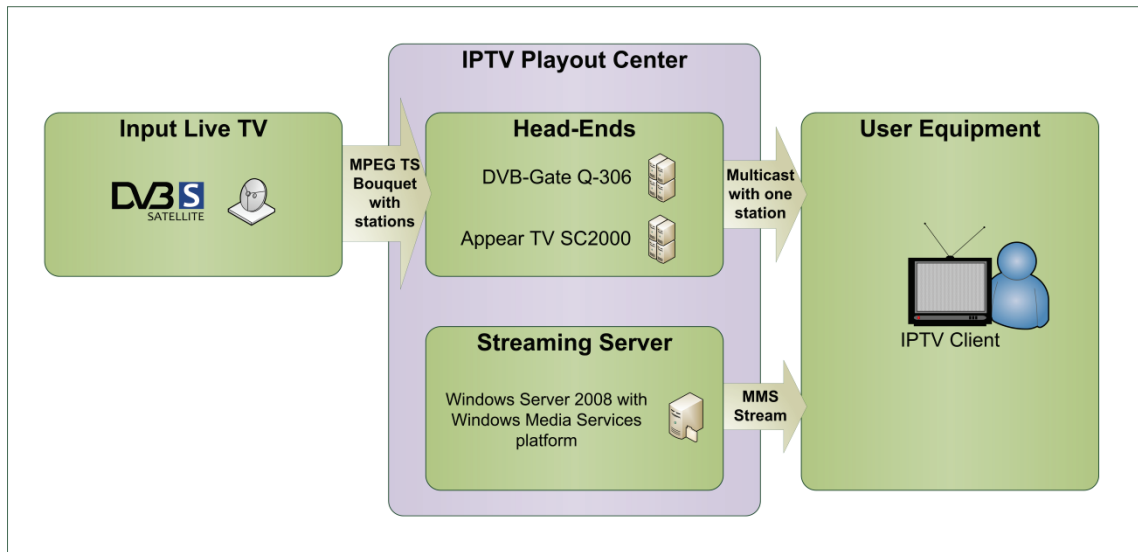 IPTV Playout Center
Input Live TV
DVB S
SATELLITE
MPEG TS
Bouquet
with
stations
Head-Ends
DVB-Gate Q-306
Appear TV SC2000
Multicast
with one
station
User Equipment
IPTV Client
Streaming Server
Windows Server 2008 with
Windows Media Services
platform
MMS
Stream